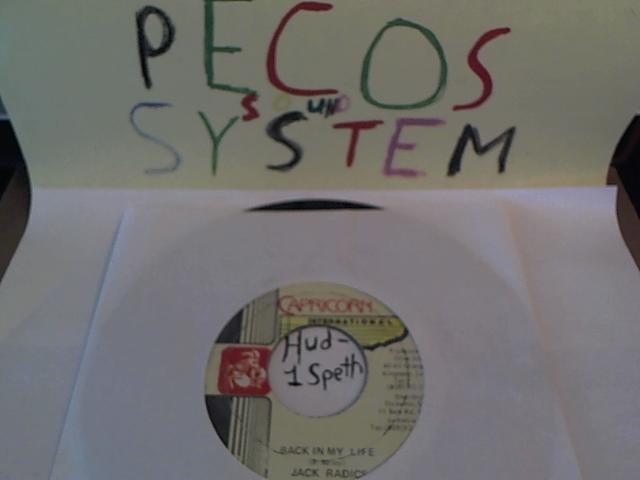 PECOS
SOUND
SYSTEM
CAPRICORN
INTERNATIONAL
Hud-
1 Speth
BACK IN MY LIFE
JACK RADICS